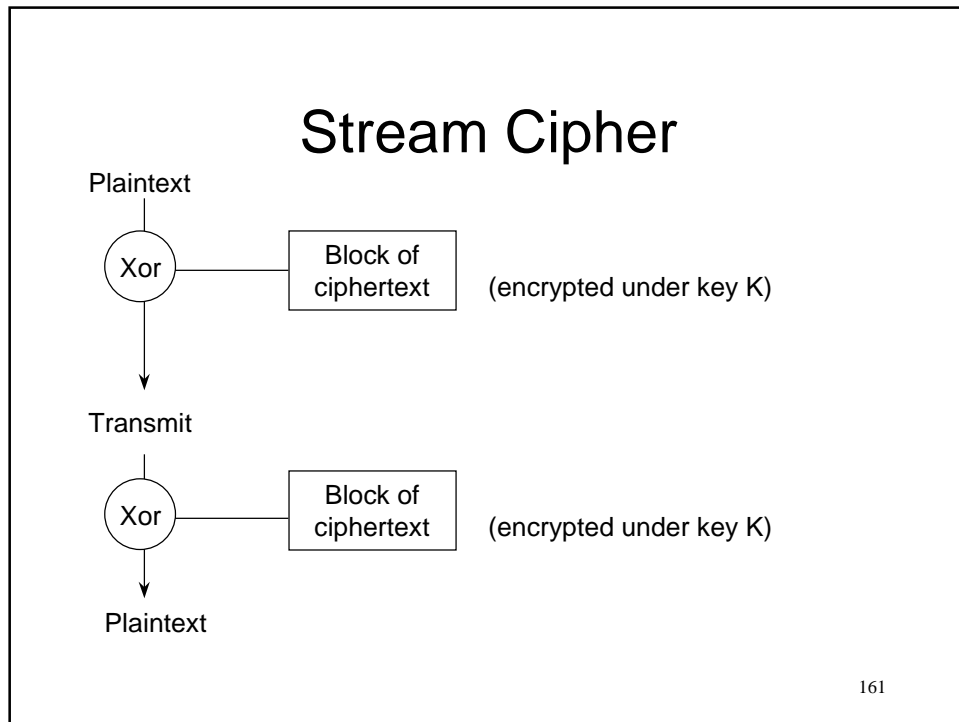 Stream Cipher
Plaintext
Xor
Block of
ciphertext
(encrypted under key K)
Transmit
Xor
Block of
ciphertext
(encrypted under key K)
Plaintext
161